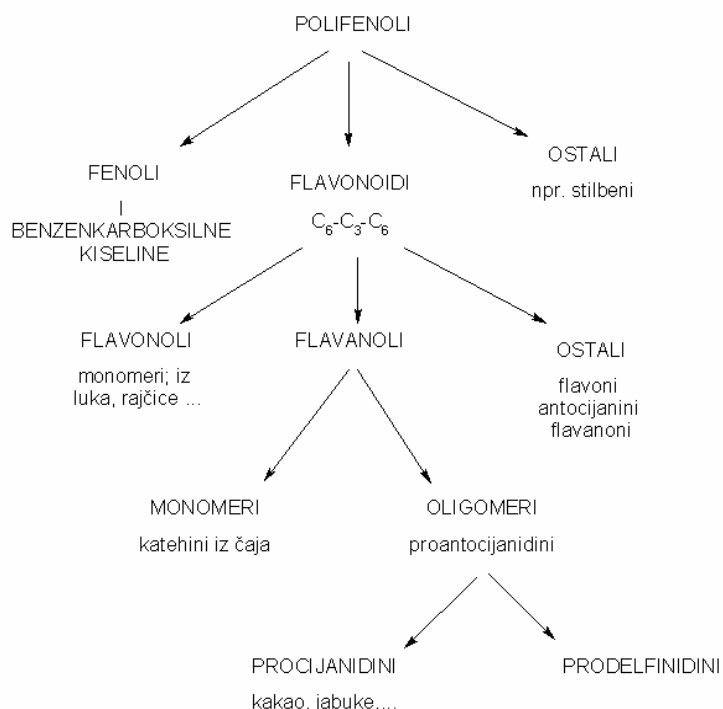 POLIFENOLI
FENOLI
I
BENZENKARBOKSILNE
KISELINE
FLAVONOIDI
C₆-C₃-C₆
OSTALI
npr. stilbeni
FLAVONOLI
monomeri; iz
luka, rajčice ...
FLAVANOLI
OSTALI
flavoni
antocijanini
flavanoni
MONOMERI
katehini iz čaja
OLIGOMERI
proantocijanidini
PROCIJANIDINI
kakao, jabuke,...
PRODELFINIDINI